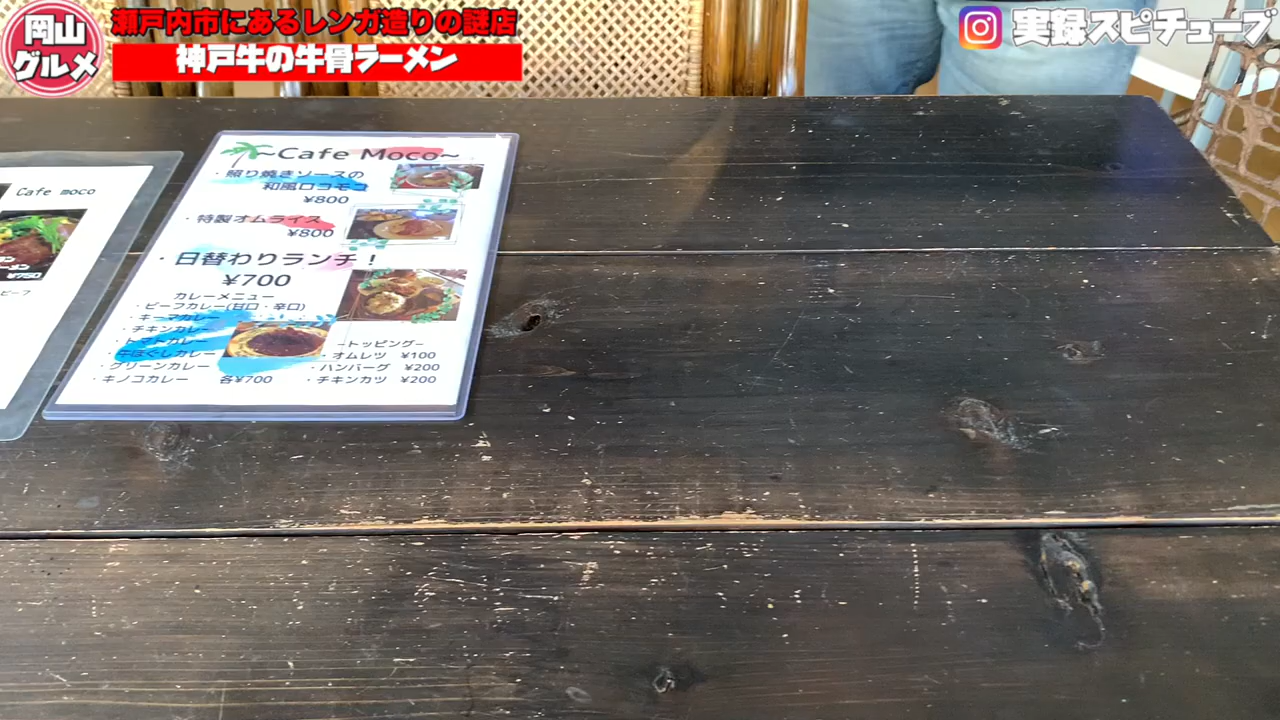 岡山
グルメ
瀬戸内市にあるレンガ造りの謎店
神戸牛の牛骨ラーメン
実録スピチューブ
Cafe moco
¥750
~Cafe Moco~
・照り焼きソースの
和風ロコモコ
¥800
・特製オムライス
¥800
・日替わりランチ！
¥700
カレーメニュー
・ビーフカレー(甘口・辛口)
・キーマカレー
・チキンカレー
・トマトカレー
・牛ほぐしカレー
・グリーンカレー
・キノコカレー 各¥700
−トッピング−
・オムレツ ¥100
・ハンバーグ ¥200
・チキンカツ ¥200